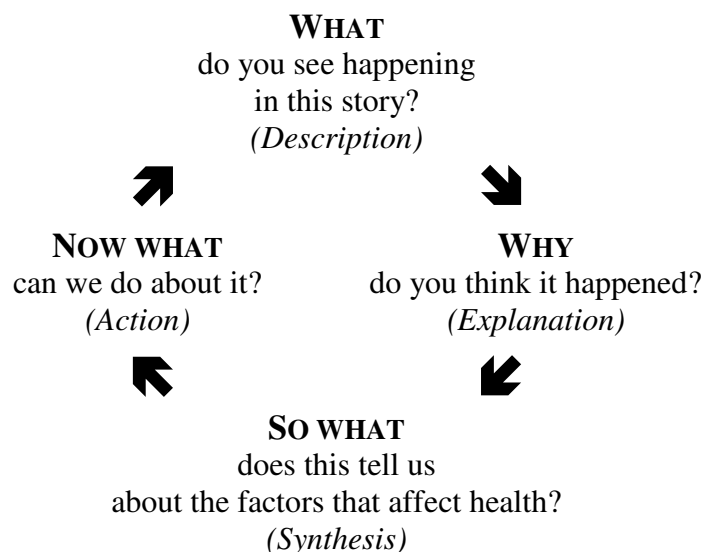 WHAT
do you see happening
in this story?
(Description)
NOW WHAT
can we do about it?
(Action)
WHY
do you think it happened?
(Explanation)
SO WHAT
does this tell us
about the factors that affect health?
(Synthesis)